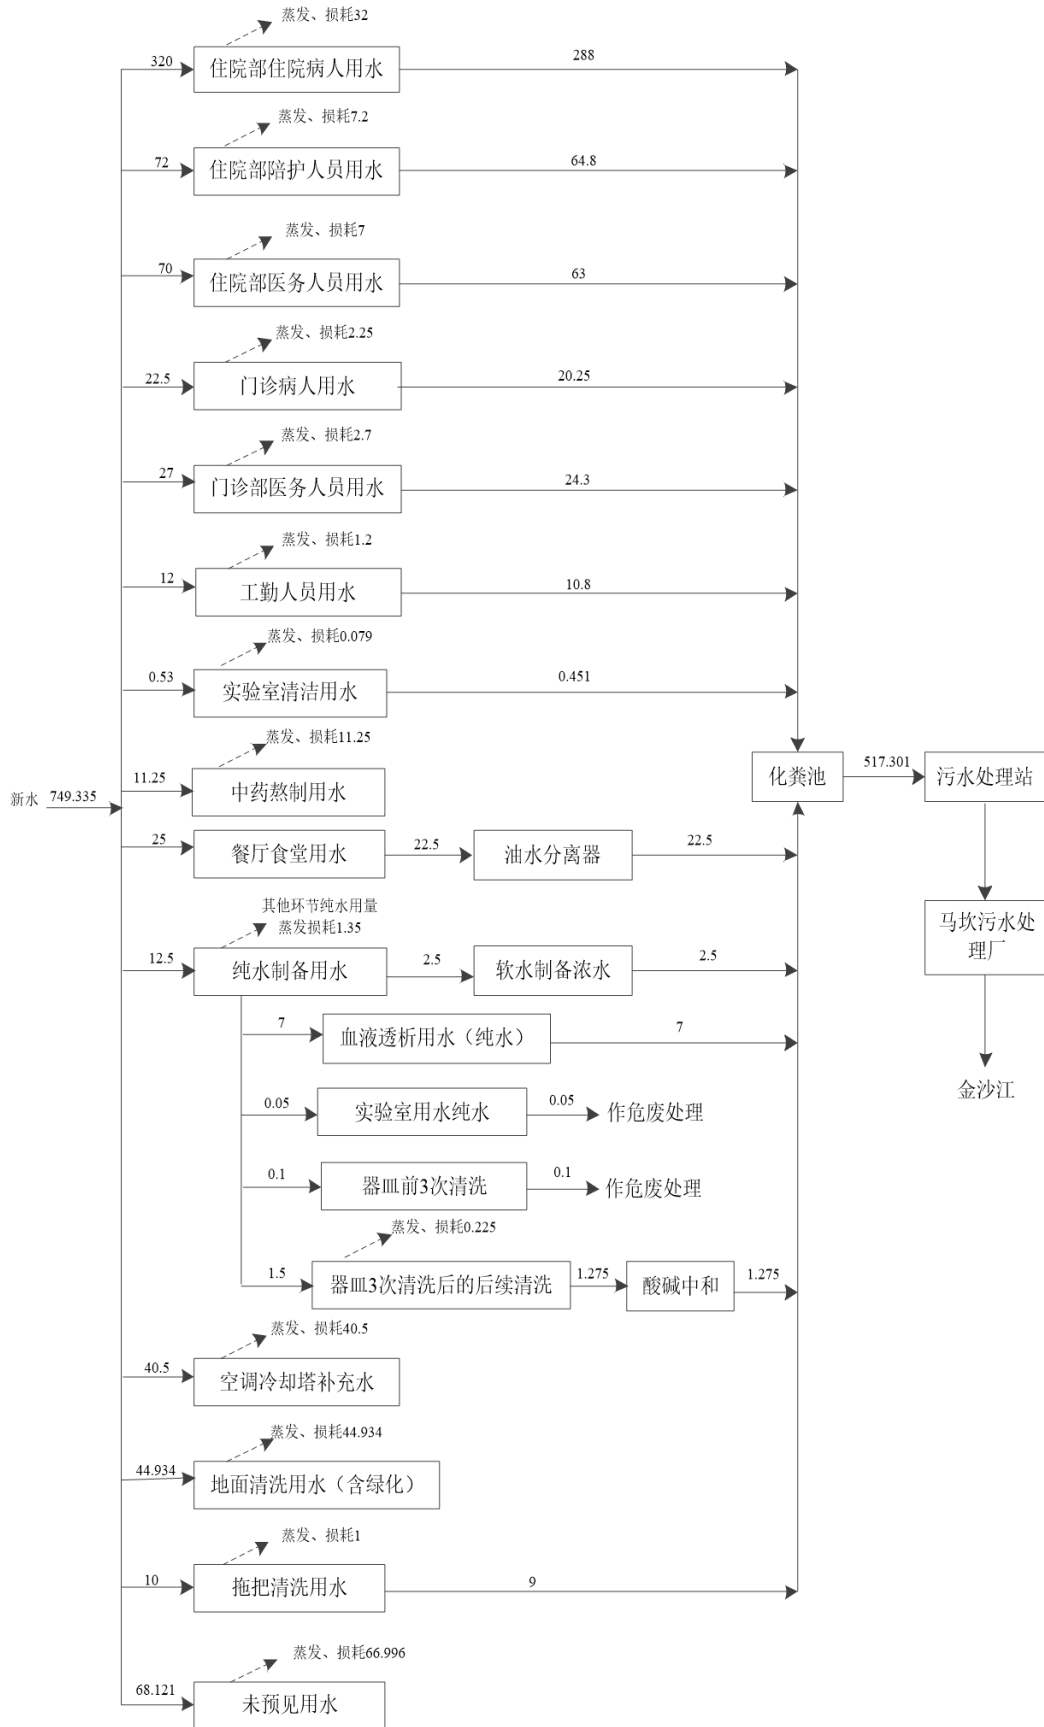 蒸发、损耗32
320
住院部住院病人用水
288
蒸发、损耗7.2
72
住院部陪护人员用水
64.8
蒸发、损耗7
70
住院部医务人员用水
63
蒸发、损耗2.25
22.5
门诊病人用水
20.25
蒸发、损耗2.7
27
门诊部医务人员用水
24.3
蒸发、损耗1.2
12
工勤人员用水
10.8
蒸发、损耗0.079
0.53
实验室清洁用水
0.451
蒸发、损耗11.25
11.25
中药熬制用水
化粪池
517.301
污水处理站
新水
749.335
25
餐厅食堂用水
22.5
油水分离器
22.5
其他环节纯水用量
蒸发损耗1.35
12.5
纯水制备用水
2.5
软水制备浓水
2.5
马坎污水处
理厂
7
血液透析用水（纯水）
7
金沙江
0.05
实验室用水纯水
0.05
作危废处理
0.1
器皿前3次清洗
0.1
作危废处理
蒸发、损耗0.225
1.5
器皿3次清洗后的后续清洗
1.275
酸碱中和
1.275
蒸发、损耗40.5
40.5
空调冷却塔补充水
蒸发、损耗44.934
44.934
地面清洗用水（含绿化）
蒸发、损耗1
10
拖把清洗用水
9
蒸发、损耗66.996
68.121
未预见用水